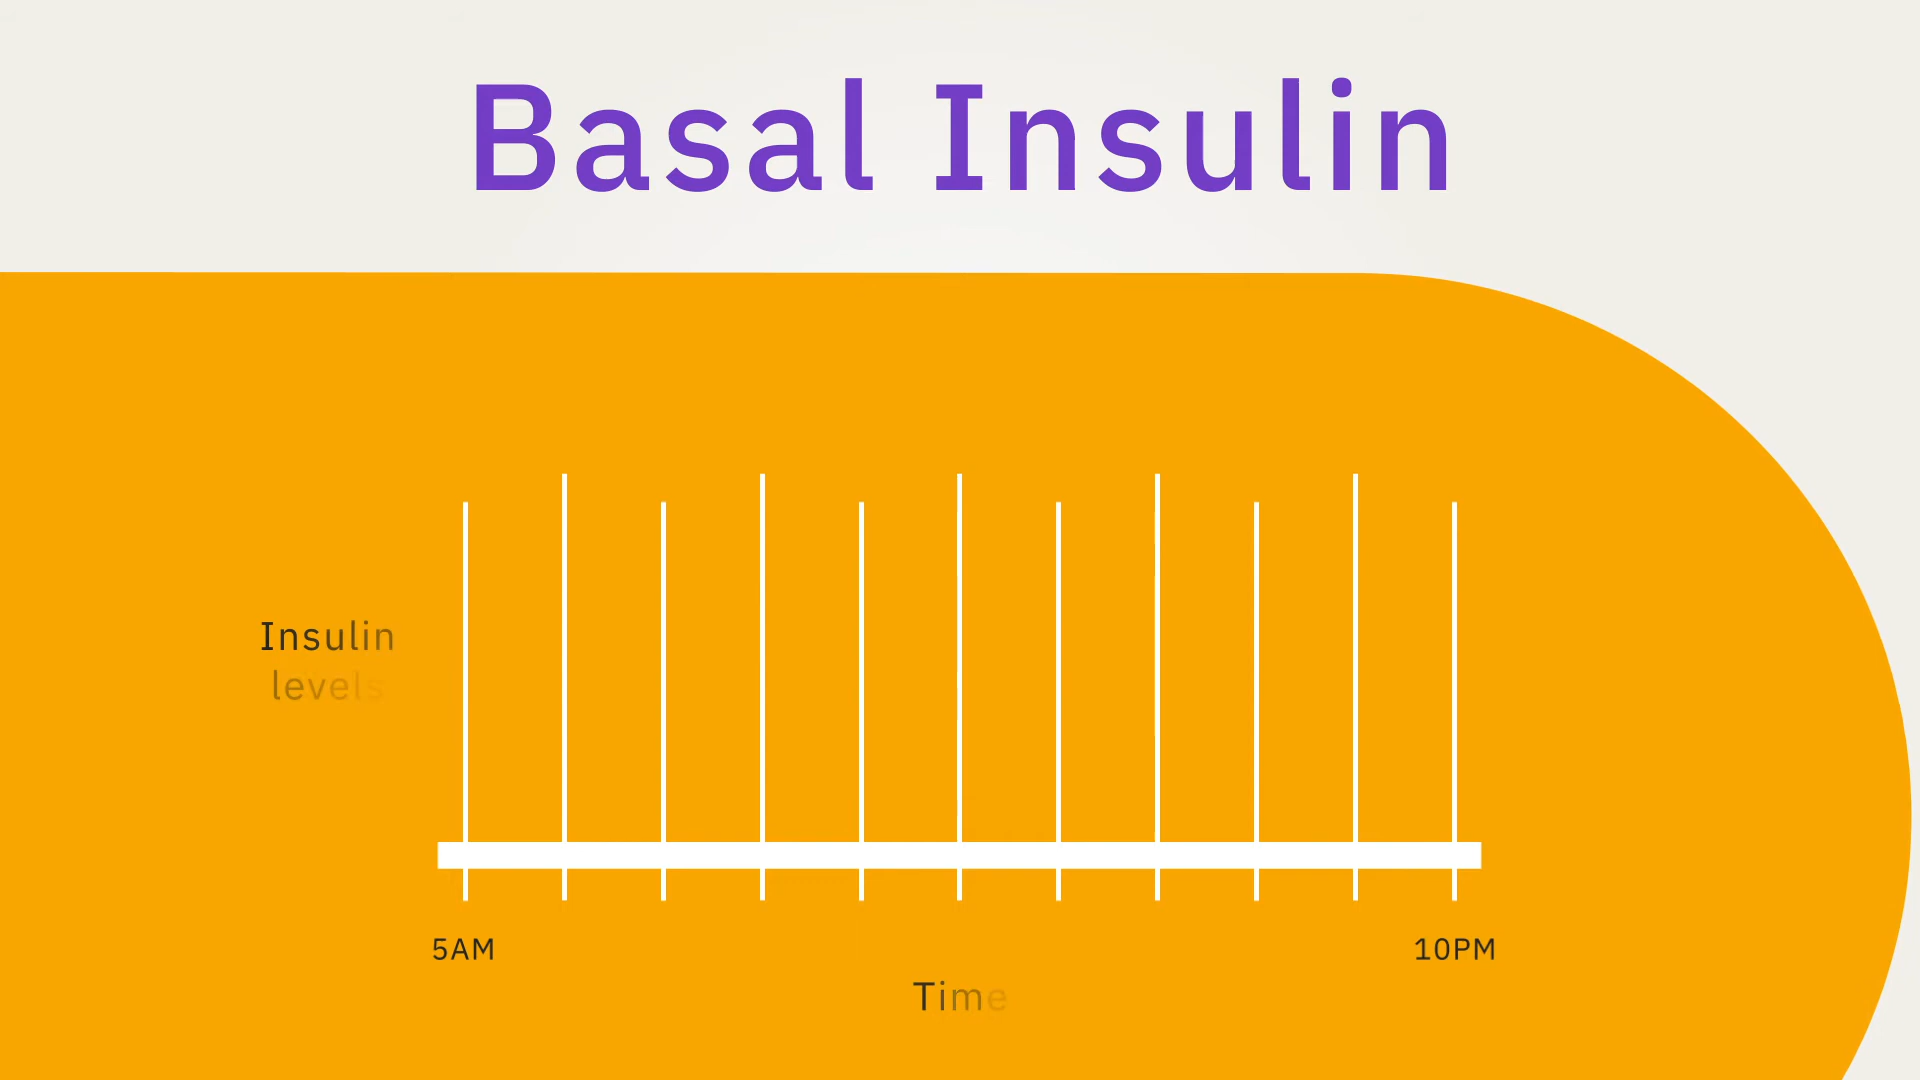 Basal Insulin
Insulin
levels
5AM
10PM
Time